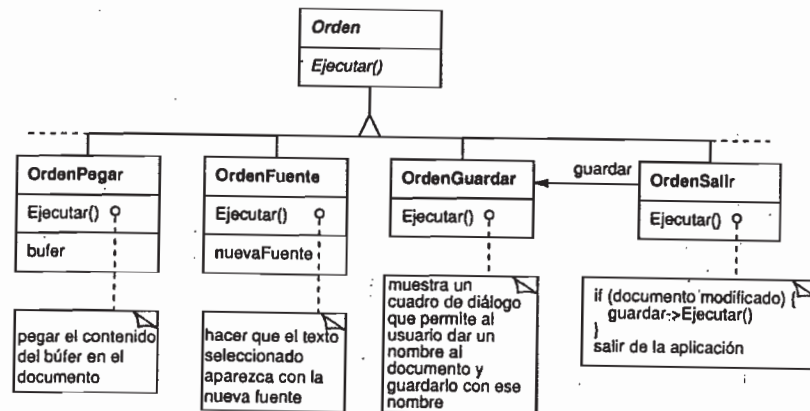 Orden
Ejecutar()
OrdenPegar
Ejecutar()
bufer
OrdenFuente
Ejecutar()
nuevaFuente
OrdenGuardar
Ejecutar()
guardar
OrdenSalir
Ejecutar()
pegar el contenido
del búfer en el
documento
hacer que el texto
seleccionado
aparezca con la
nueva fuente
muestra un
cuadro de diálogo
que permite al
usuario dar un
nombre al
documento y
guardarlo con ese
nombre
if (documento modificado) {
guardar->Ejecutar()
}
salir de la aplicación